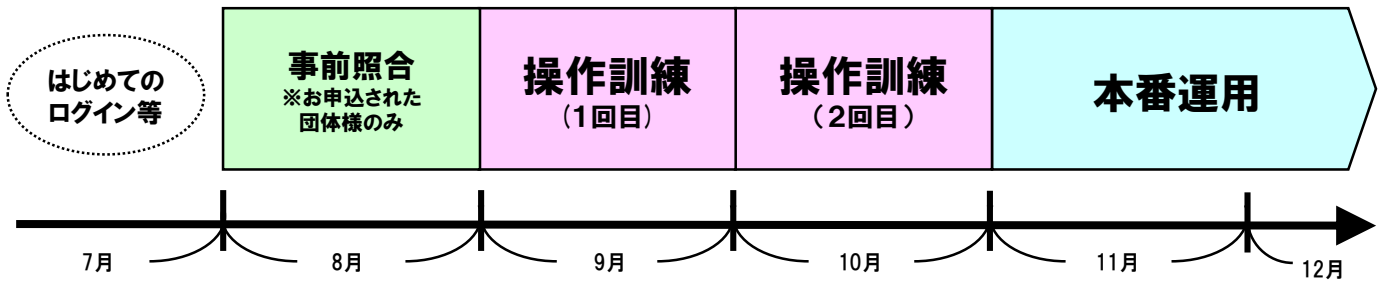 はじめての
ログイン等
事前照合
※お申込された
団体様のみ
操作訓練
(1回目)
操作訓練
(2回目)
本番運用
7月
8月
9月
10月
11月
12月